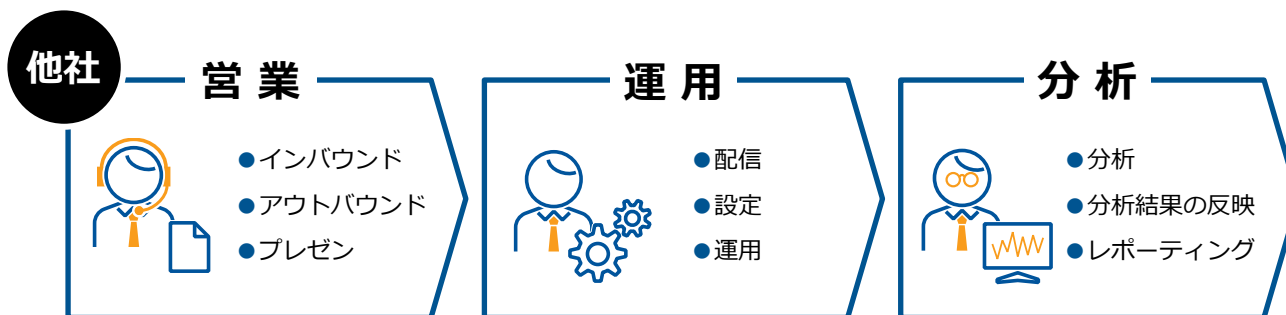 他社
営業
●インバウンド
●アウトバウンド
●プレゼン
運用
●配信
●設定
●運用
分析
●分析
●分析結果の反映
●レポーティング